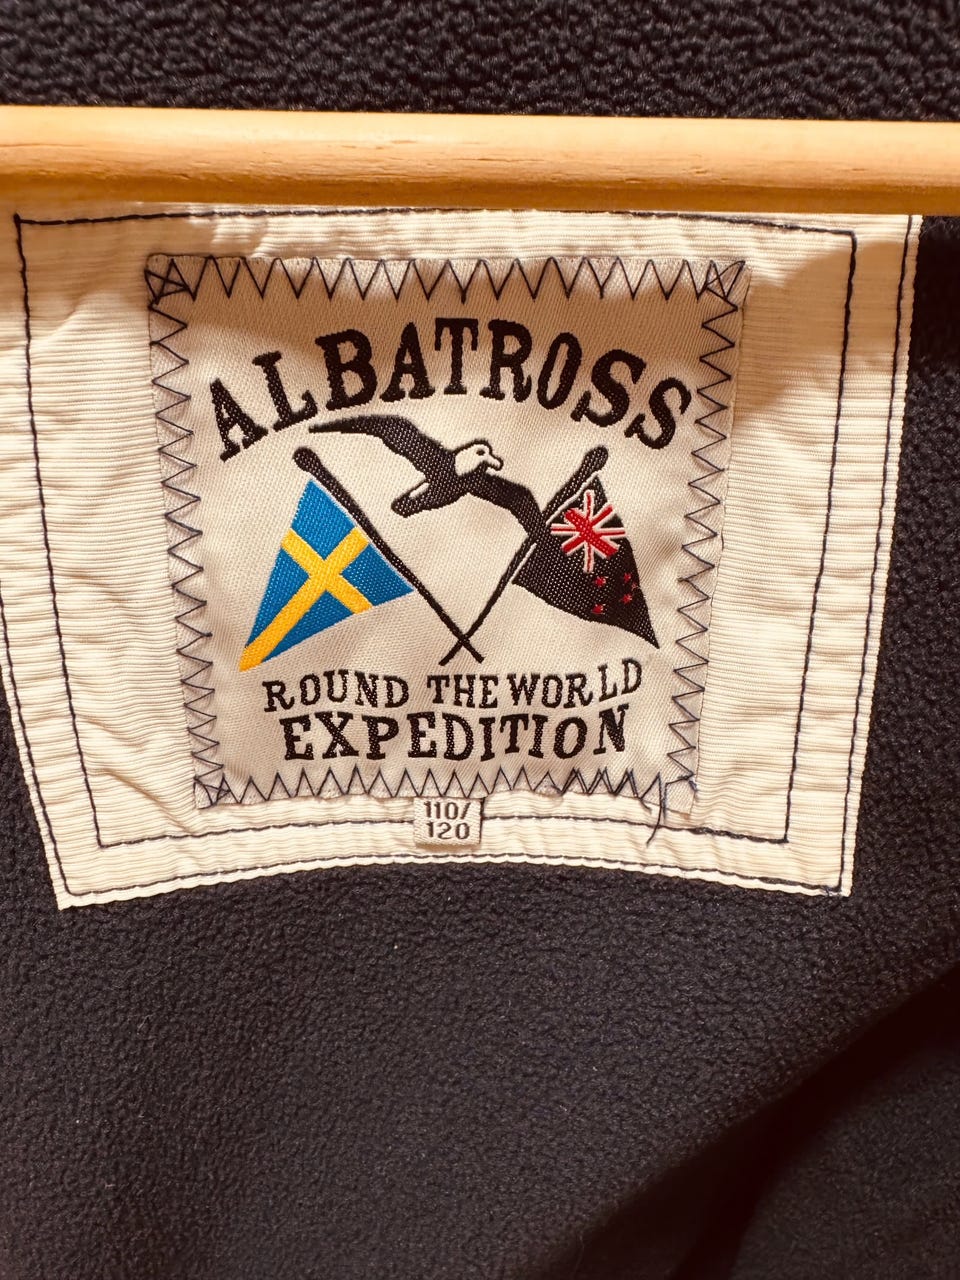 ALBATROSS
ROUND THE WORLD
EXPEDITION
110/
120